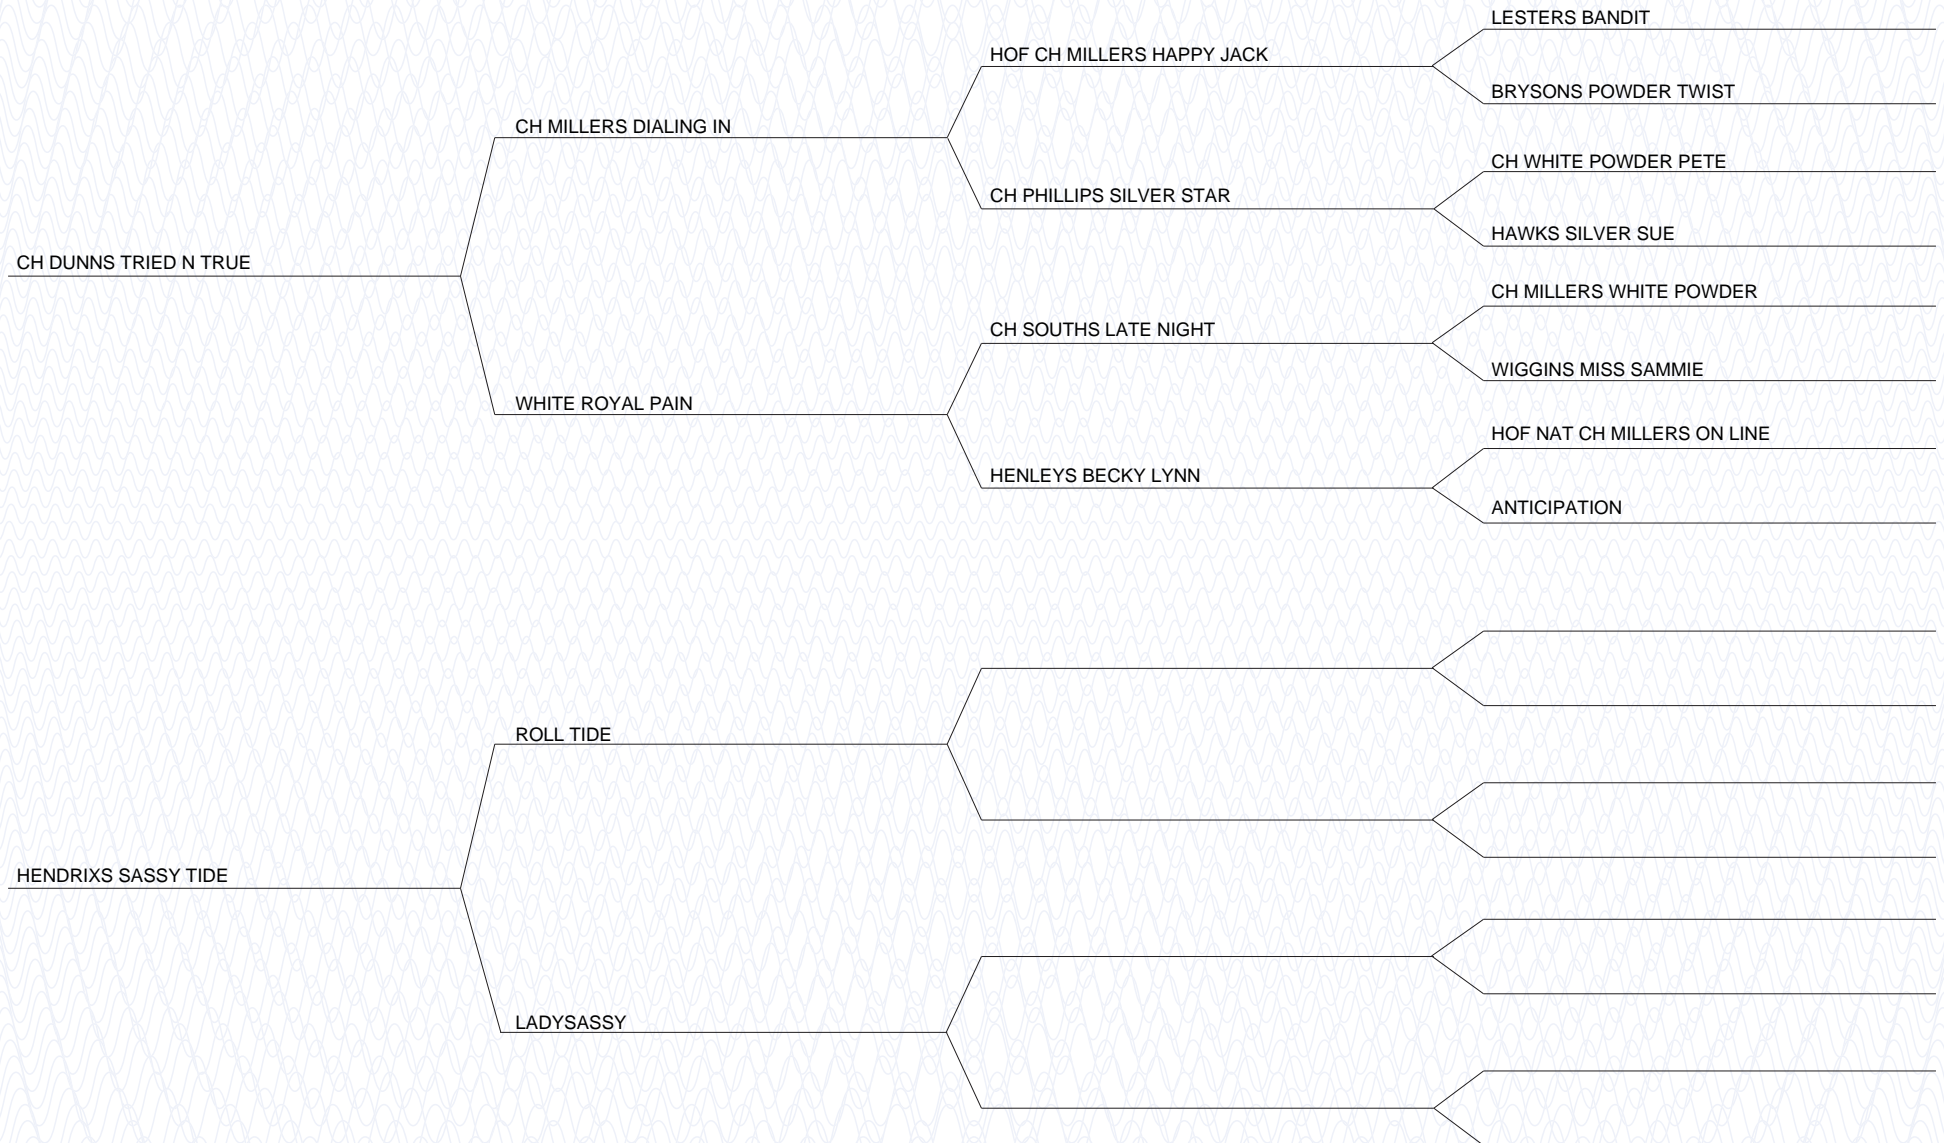 LESTERS BANDIT
HOF CH MILLERS HAPPY JACK
BRYSONS POWDER TWIST
CH MILLERS DIALING IN
CH WHITE POWDER PETE
CH PHILLIPS SILVER STAR
HAWKS SILVER SUE
CH DUNNS TRIED N TRUE
CH MILLERS WHITE POWDER
CH SOUTHS LATE NIGHT
WIGGINS MISS SAMMIE
WHITE ROYAL PAIN
HOF NAT CH MILLERS ON LINE
HENLEYS BECKY LYNN
ANTICIPATION
ROLL TIDE
HENDRIXS SASSY TIDE
LADYSASSY